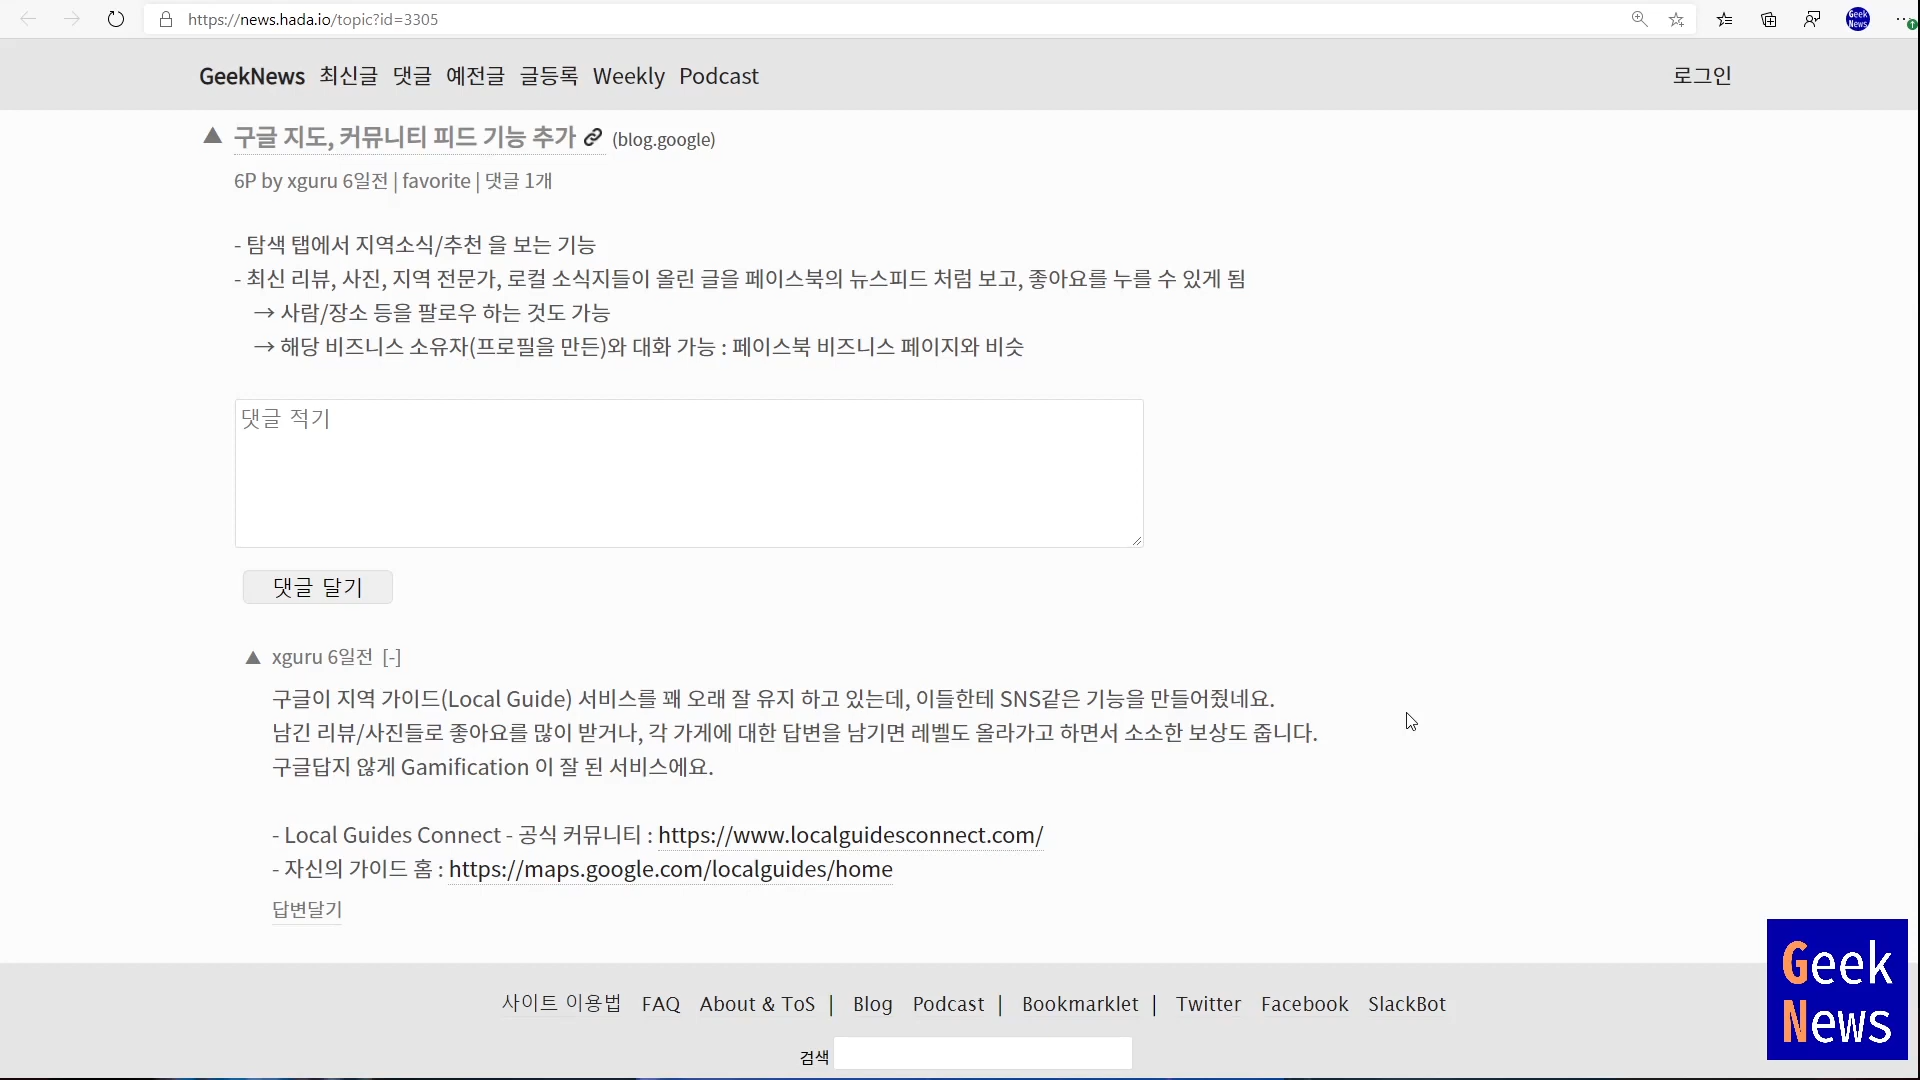 https://news.hada.io/topic?id=3305
Geek
News
GeekNews 최신글 댓글 예전글 글등록 Weekly Podcast
로그인
▲ 구글 지도, 커뮤니티 피드 기능 추가 (blog.google)
6P by xguru 6일전 | favorite | 댓글 1개
- 탐색 탭에서 지역소식/추천 을 보는 기능
- 최신 리뷰, 사진, 지역 전문가, 로컬 소식지들이 올린 글을 페이스북의 뉴스피드 처럼 보고, 좋아요를 누를 수 있게 됨
→ 사람/장소 등을 팔로우 하는 것도 가능
→ 해당 비즈니스 소유자(프로필을 만든)와 대화 가능 : 페이스북 비즈니스 페이지와 비슷
댓글 적기
댓글 달기
▲ xguru 6일전 [-]
구글이 지역 가이드(Local Guide) 서비스를 꽤 오래 잘 유지 하고 있는데, 이들한테 SNS같은 기능을 만들어줬네요.
남긴 리뷰/사진들로 좋아요를 많이 받거나, 각 가게에 대한 답변을 남기면 레벨도 올라가고 하면서 소소한 보상도 줍니다.
구글답지 않게 Gamification 이 잘 된 서비스에요.
- Local Guides Connect - 공식 커뮤니티 : https://www.localguidesconnect.com/
- 자신의 가이드 홈 : https://maps.google.com/localguides/home
답변달기
사이트 이용법 FAQ About & ToS | Blog Podcast | Bookmarklet | Twitter Facebook SlackBot
검색
Geek
News